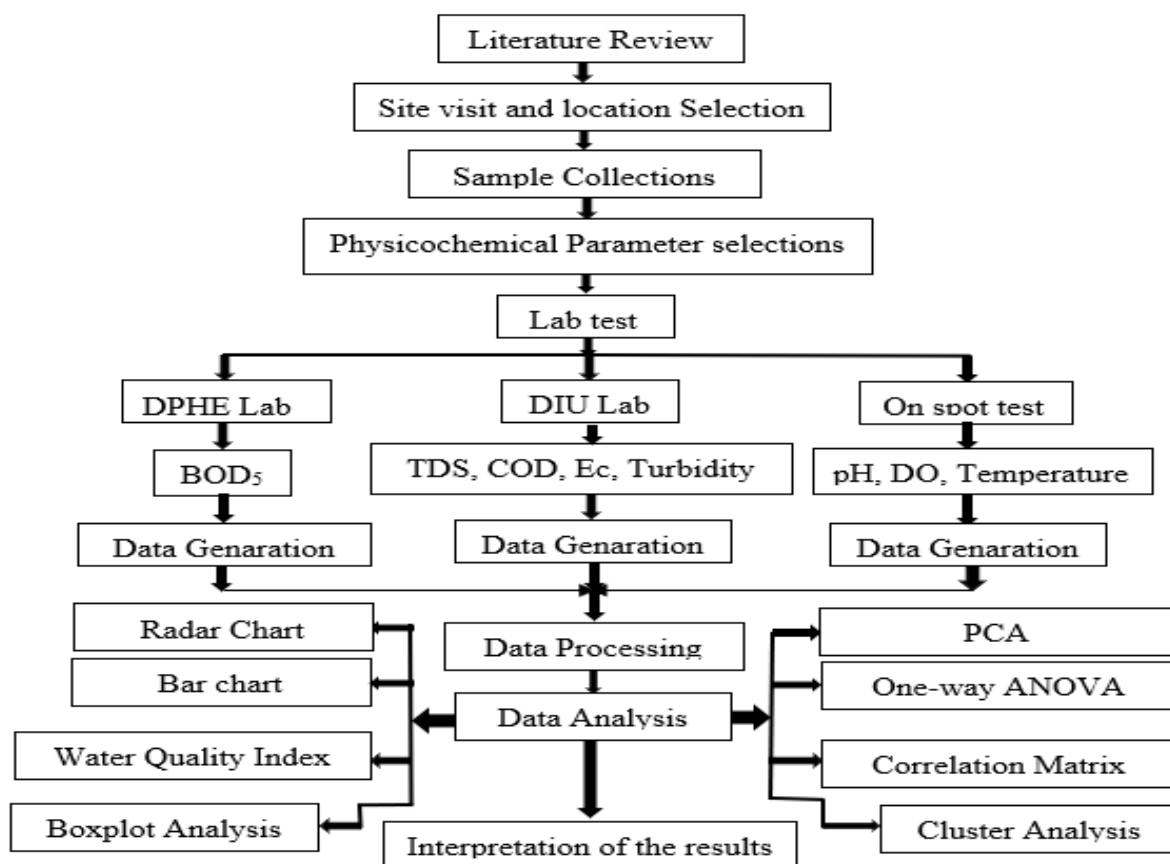 Literature Review
Site visit and location Selection
Sample Collections
Physicochemical Parameter selections
Lab test
DPHE Lab
DIU Lab
On spot test
BOD₅
TDS, COD, Ec, Turbidity
pH, DO, Temperature
Data Genaration
Data Genaration
Data Genaration
Radar Chart
Data Processing
PCA
Bar chart
One-way ANOVA
Data Analysis
Water Quality Index
Correlation Matrix
Boxplot Analysis
Cluster Analysis
Interpretation of the results